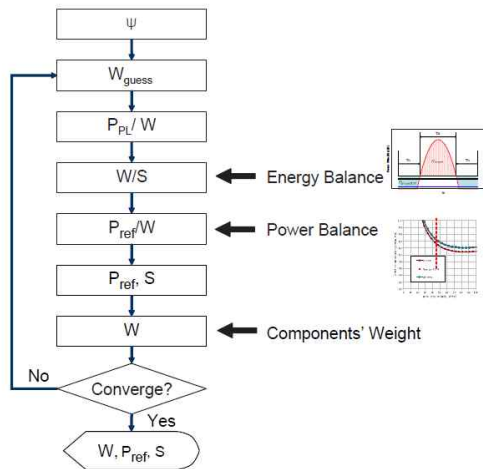 Ψ
W_guess
P_PL/ W
W/S
Energy Balance
P_ref/W
Power Balance
P_ref, S
W
Components' Weight
No
Converge?
Yes
W, P_ref, S